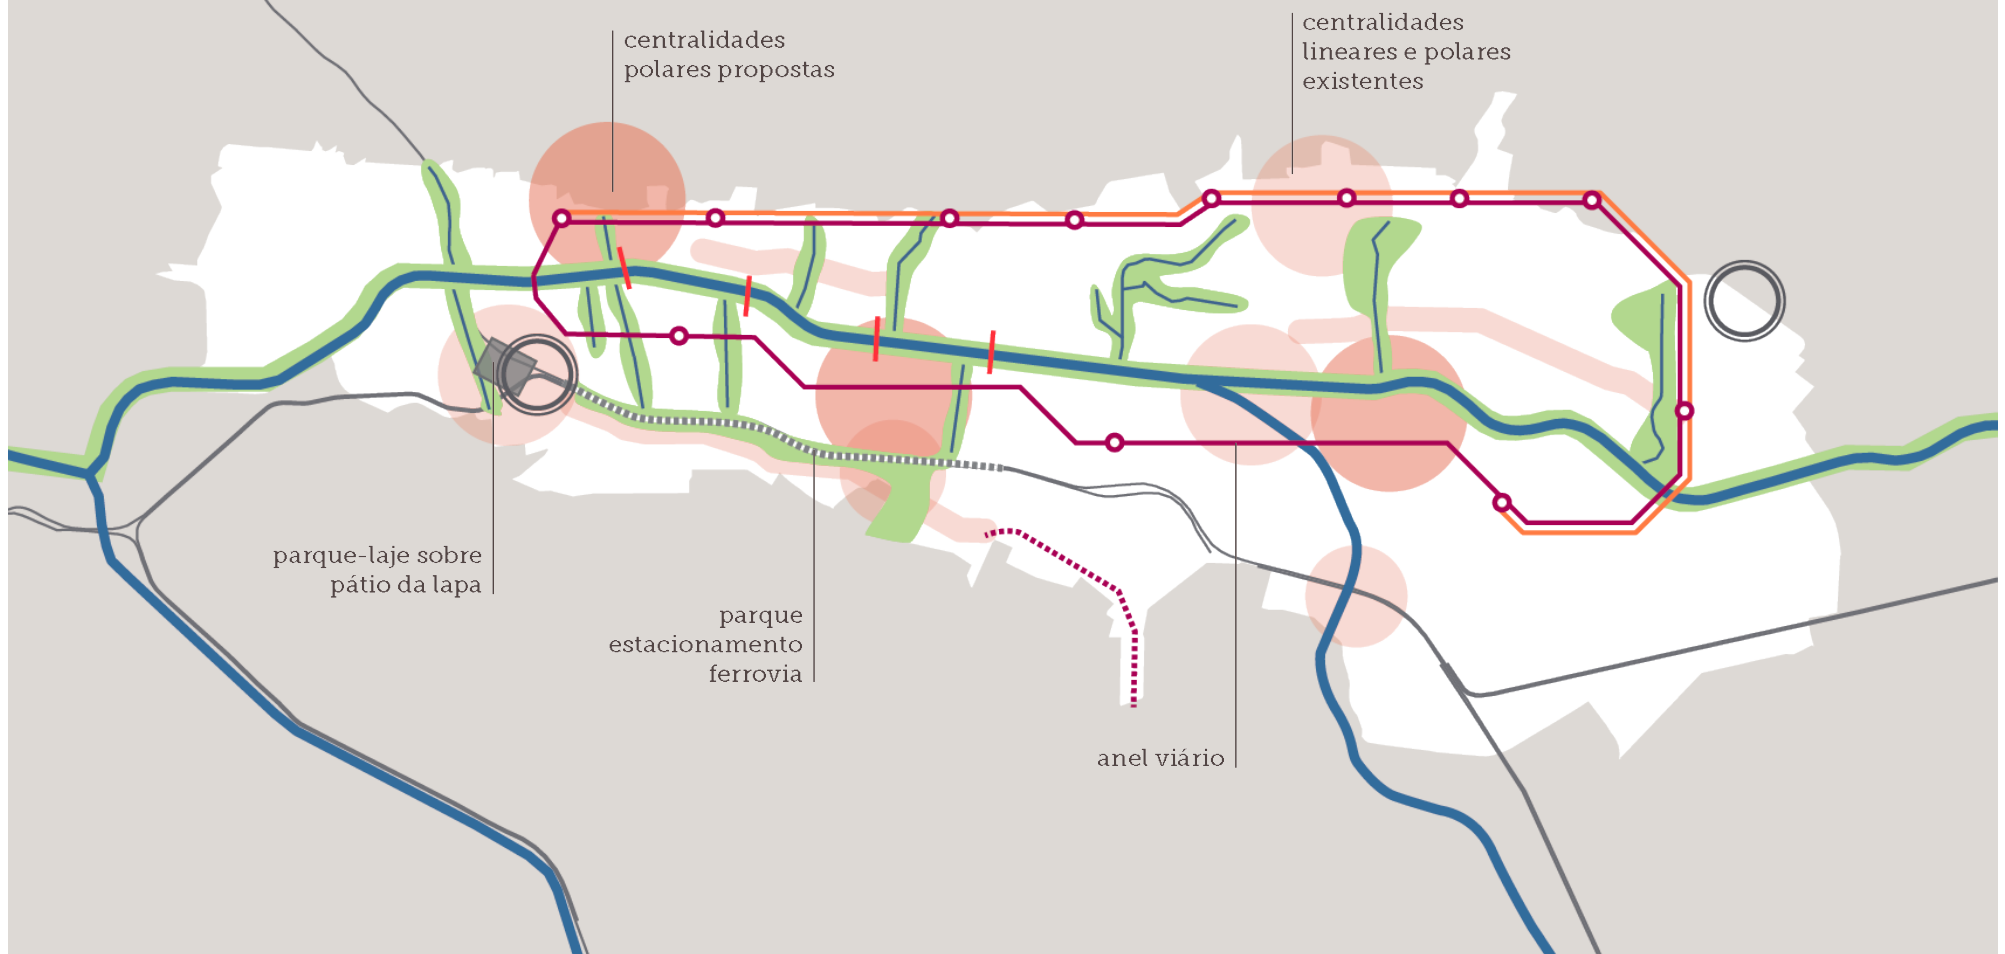 centralidades
polares propostas
centralidades
lineares e polares
existentes
parque-laje sobre
pátio da lapa
parque
estacionamento
ferrovia
anel viário